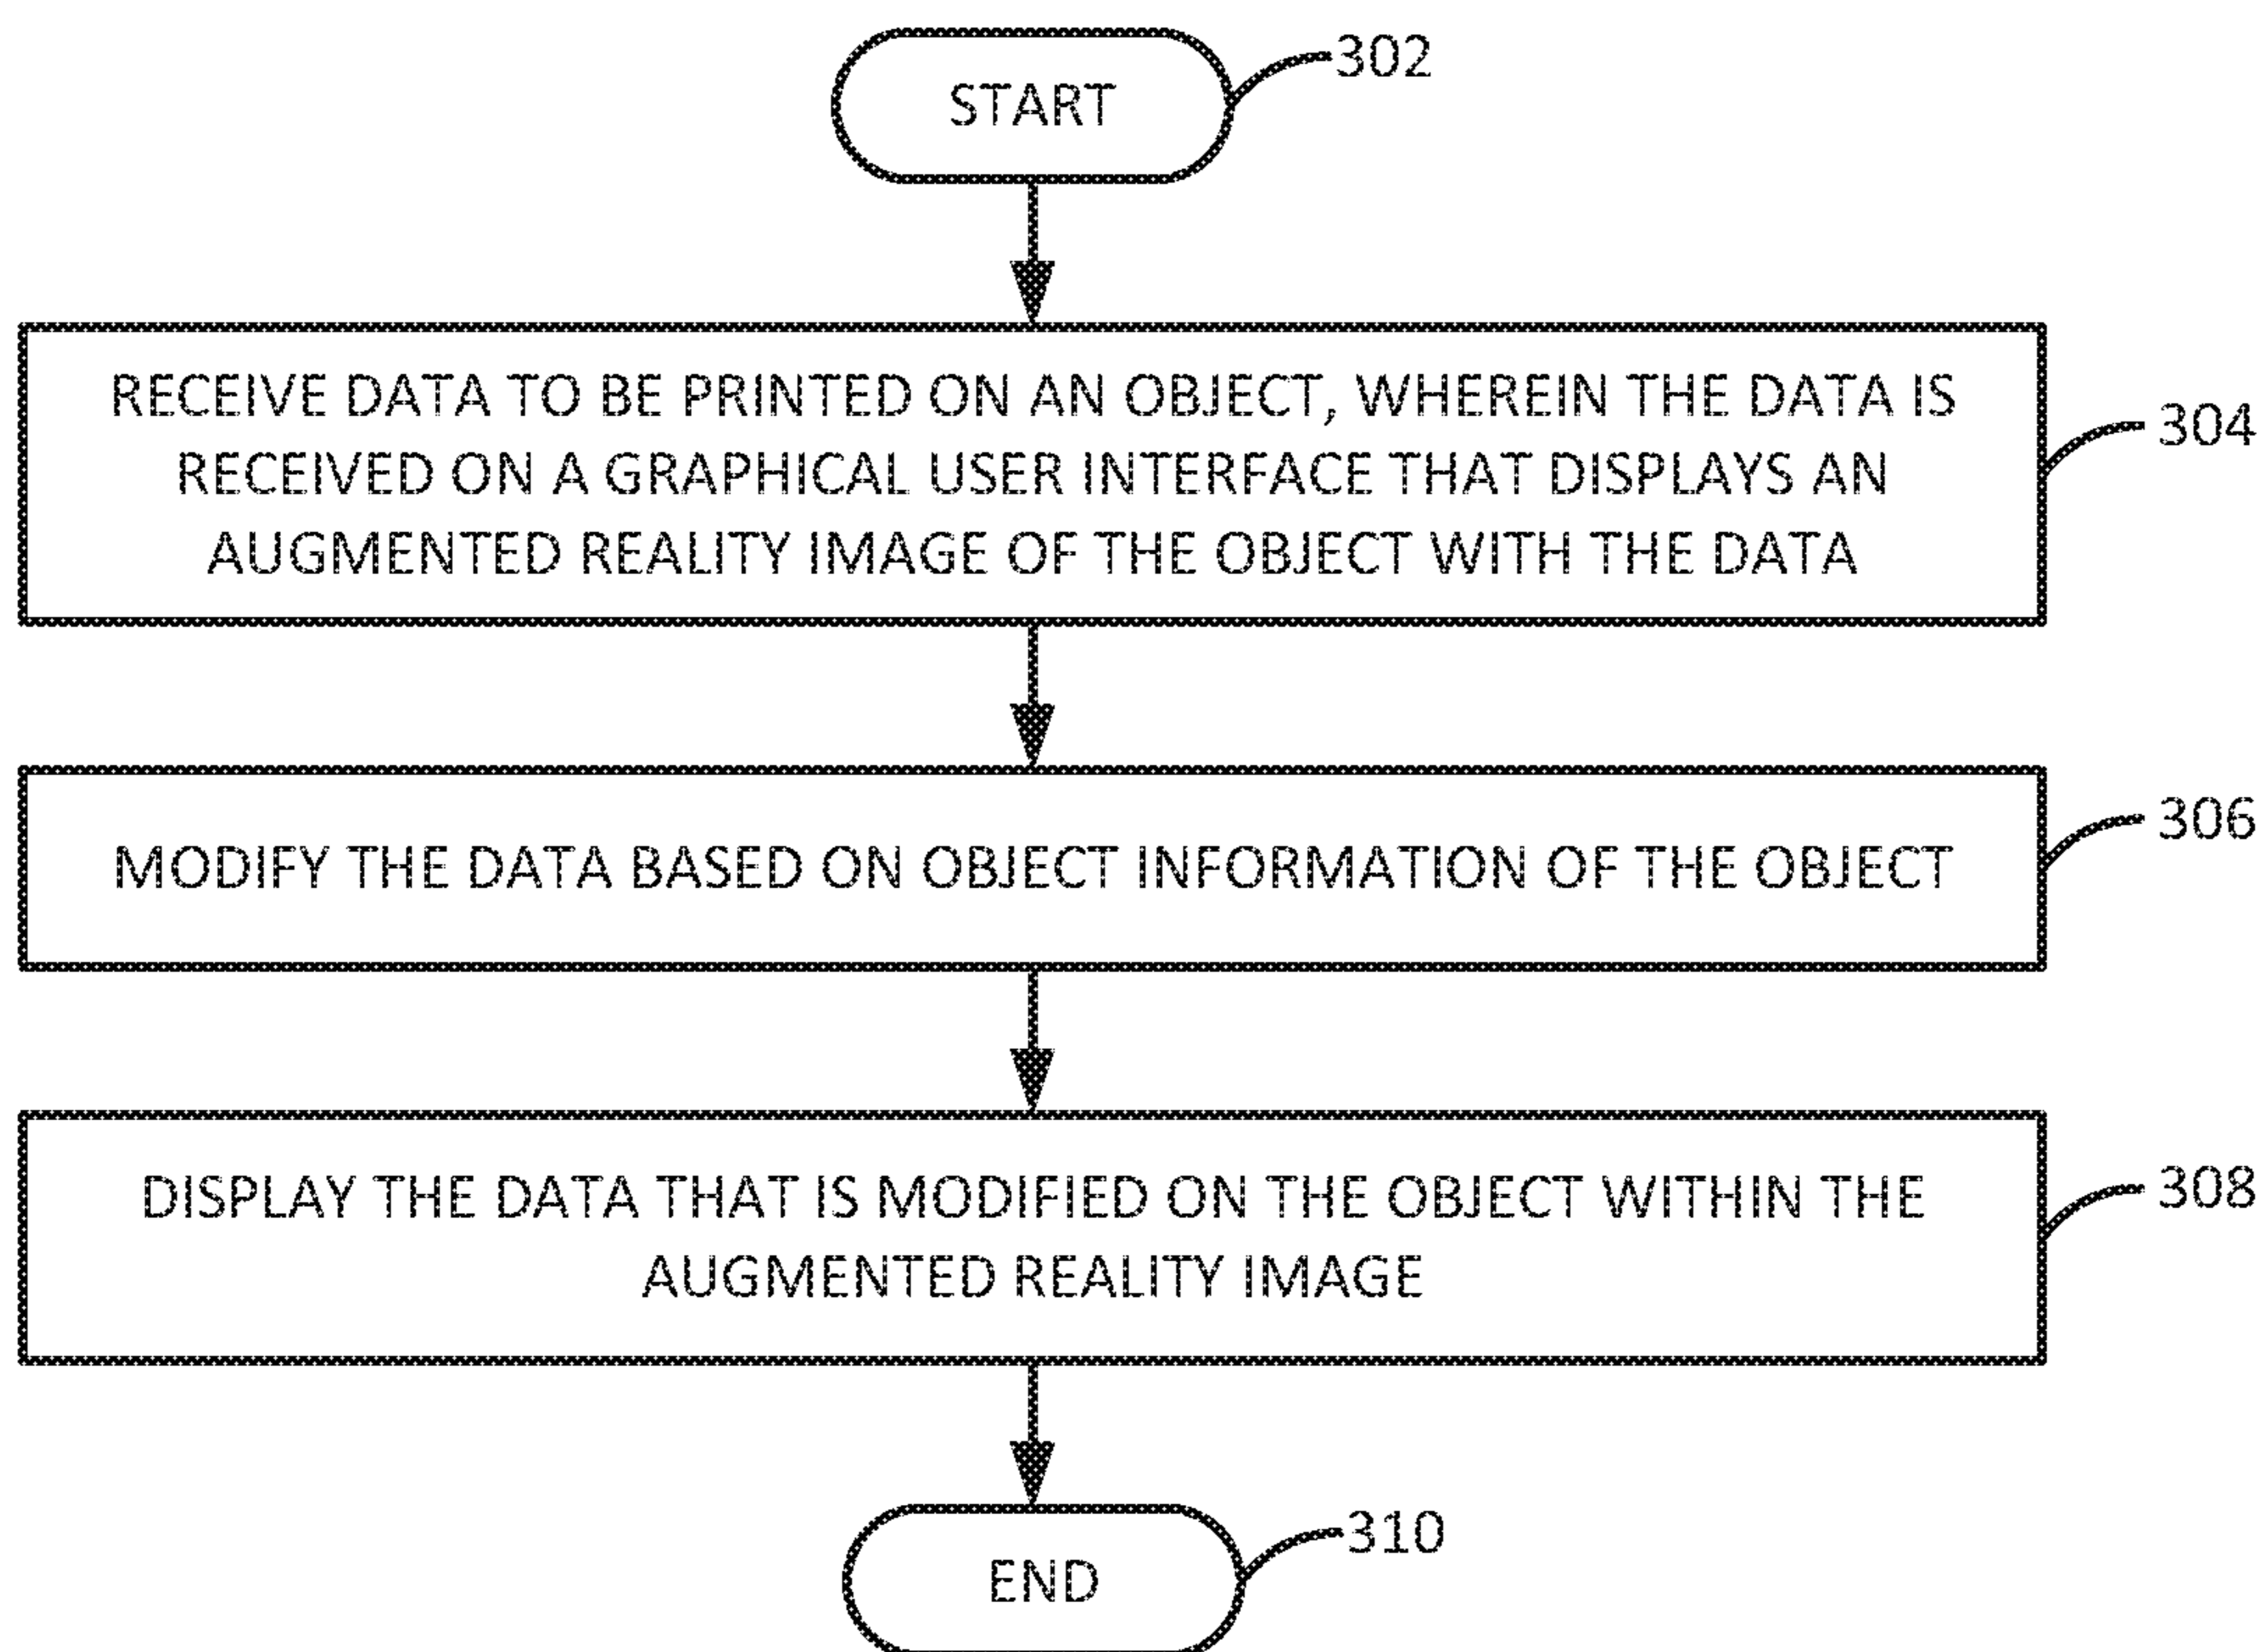 START
302
RECEIVE DATA TO BE PRINTED ON AN OBJECT, WHEREIN THE DATA IS
RECEIVED ON A GRAPHICAL USER INTERFACE THAT DISPLAYS AN
AUGMENTED REALITY IMAGE OF THE OBJECT WITH THE DATA
304
MODIFY THE DATA BASED ON OBJECT INFORMATION OF THE OBJECT
306
DISPLAY THE DATA THAT IS MODIFIED ON THE OBJECT WITHIN THE
AUGMENTED REALITY IMAGE
308
END
310